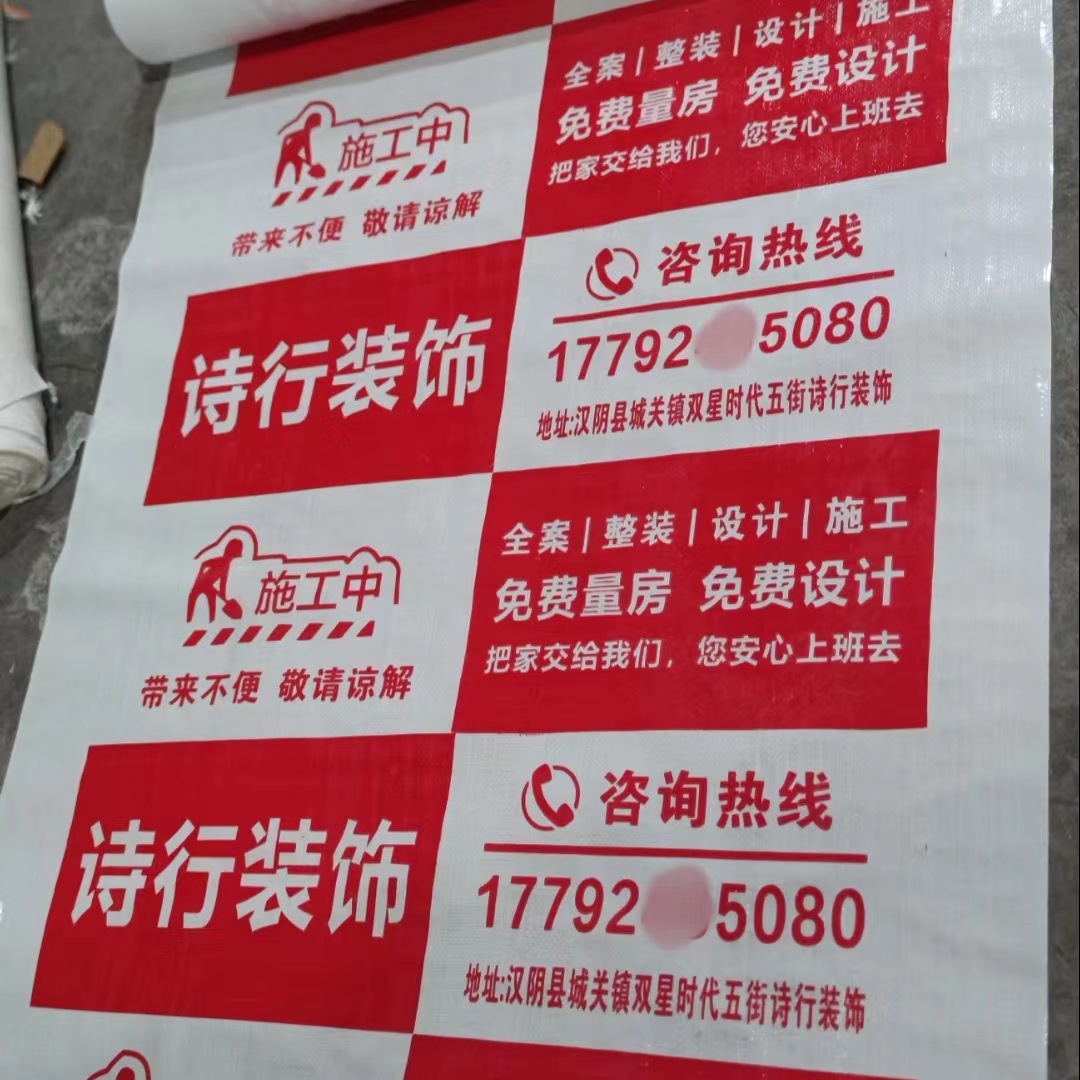 全案 | 整装 | 设计 | 施工
免费量房 免费设计
把家交给我们，您安心上班去
施工中
带来不便 敬请谅解
咨询热线
17792 5080
地址:汉阴县城关镇双星时代五街诗行装饰
诗行装饰
全案 | 整装 | 设计 | 施工
免费量房 免费设计
把家交给我们，您安心上班去
施工中
带来不便 敬请谅解
咨询热线
17792 5080
地址:汉阴县城关镇双星时代五街诗行装饰
诗行装饰